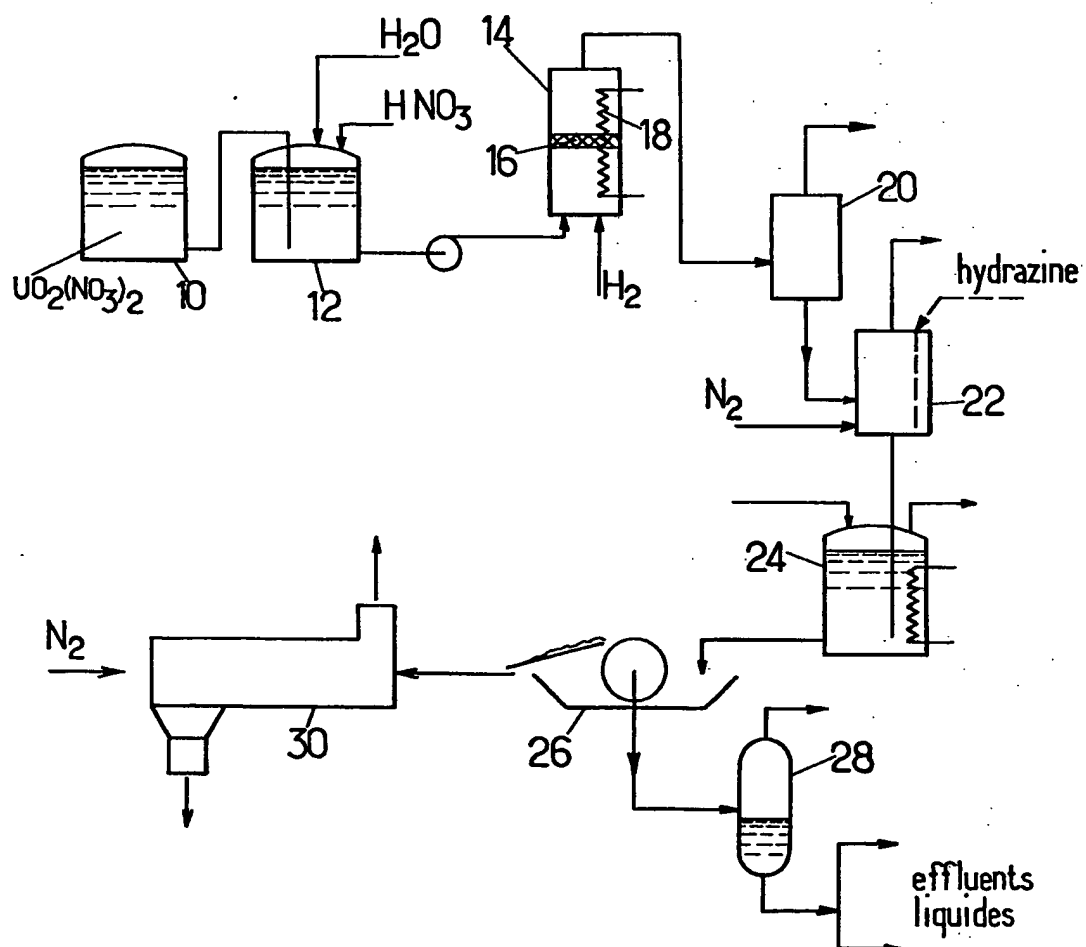 H2O
14
HNO3
18
16
20
UO2(NO3)2
10
12
H2
hydrazine
N2
22
24
N2
30
26
28
effluents
liquides